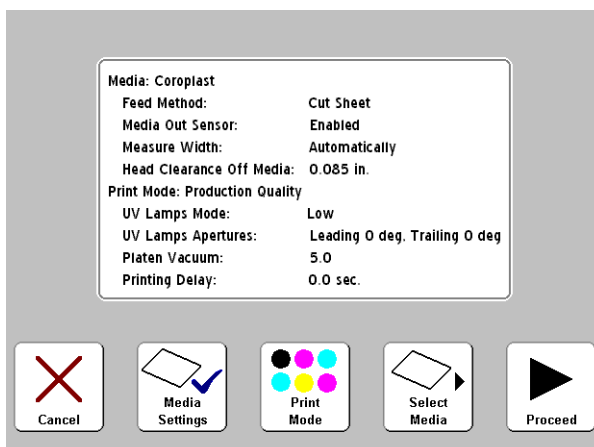 Media: Coroplast
Feed Method: Cut Sheet
Media Out Sensor: Enabled
Measure Width: Automatically
Head Clearance Off Media: 0.085 in.
Print Mode: Production Quality
UV Lamps Mode: Low
UV Lamps Apertures: Leading 0 deg, Trailing 0 deg
Platen Vacuum: 5.0
Printing Delay: 0.0 sec.
Cancel
Media
Settings
Print
Mode
Select
Media
Proceed